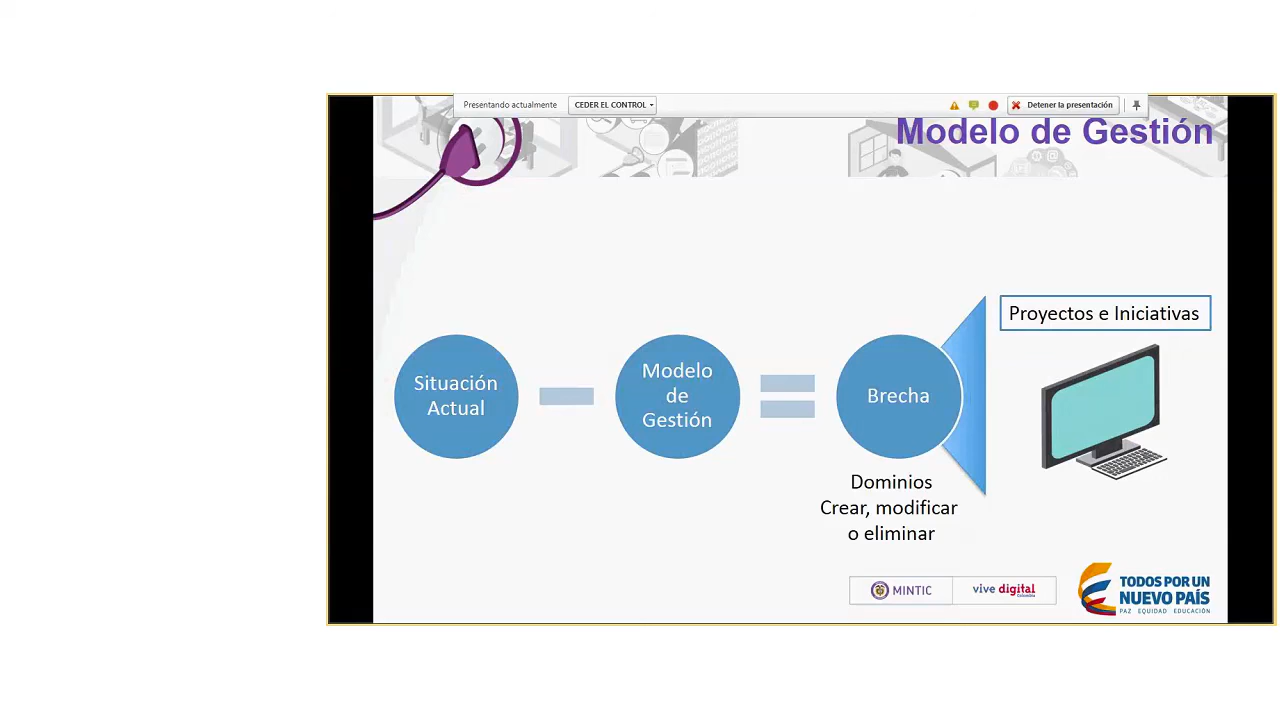 Presentando actualmente
CEDER EL CONTROL
Detener la presentación
Modelo de Gestión
Proyectos e Iniciativas
Situación
Actual
Modelo
de
Gestión
Brecha
Dominios
Crear, modificar
o eliminar
MINTIC
vive digital
Colombia
TODOS POR UN
NUEVO PAÍS
PAZ EQUIDAD EDUCACIÓN